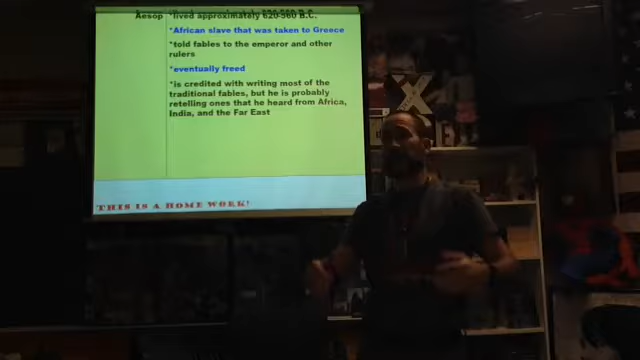 Aesop *lived approximately 620-560 B.C.
*African slave that was taken to Greece
*told fables to the emperor and other
rulers
*eventually freed
*is credited with writing most of the
traditional fables, but he is probably
retelling ones that he heard from Africa,
India, and the Far East
THIS IS A HOME WORK!
X